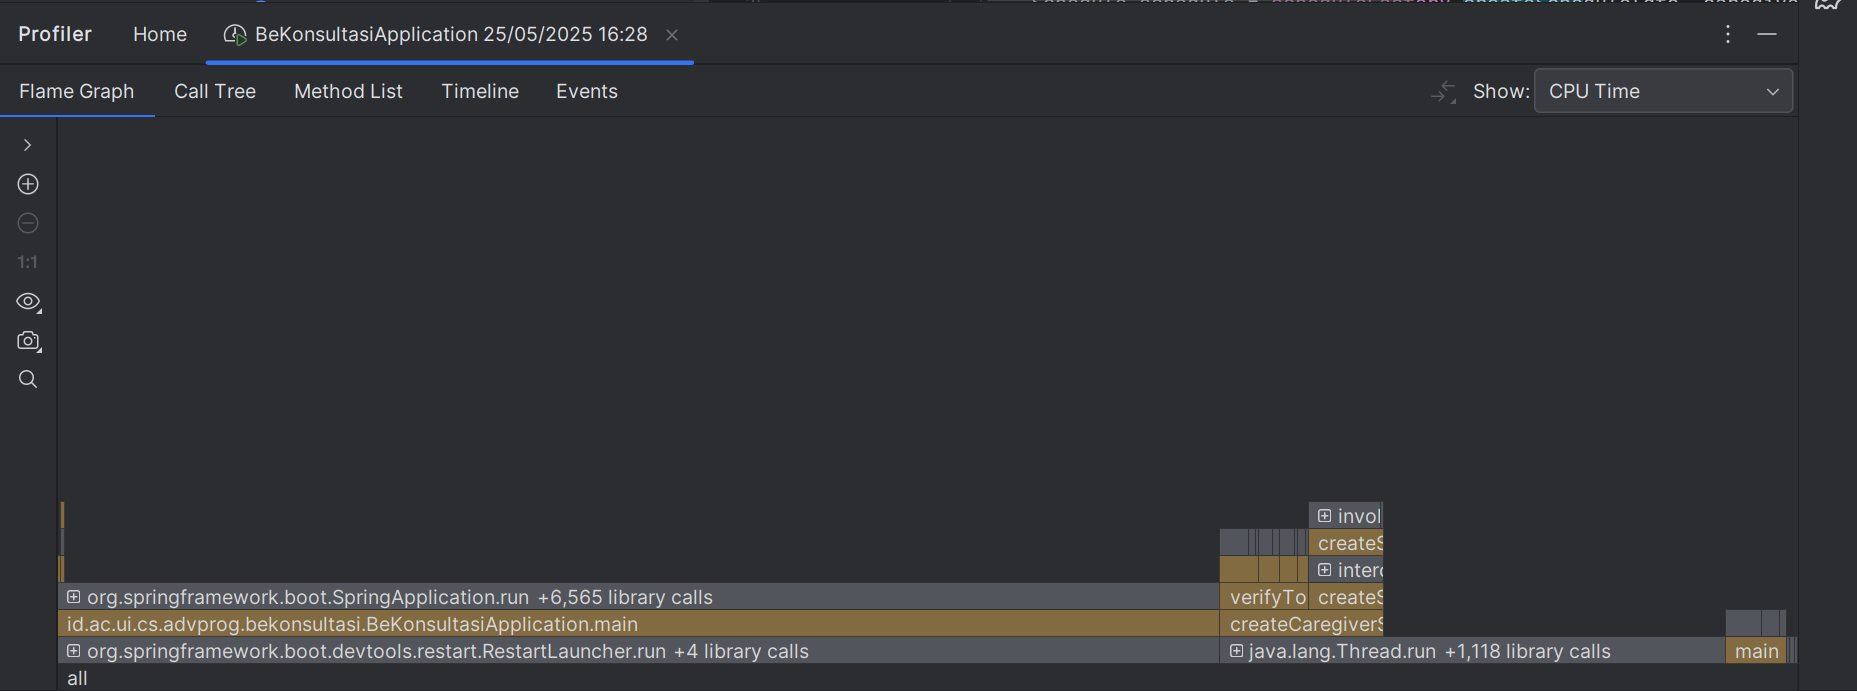 Profiler Home BeKonsultasiApplication 25/05/2025 16:28
Flame Graph Call Tree Method List Timeline Events Show: CPU Time
1:1
invol
createS
interc
org.springframework.boot.SpringApplication.run +6,565 library calls verifyTo createS
id.ac.ui.cs.advprog.bekonsultasi.BeKonsultasiApplication.main createCaregiverS
org.springframework.boot.devtools.restart.RestartLauncher.run +4 library calls java.lang.Thread.run +1,118 library calls main
all